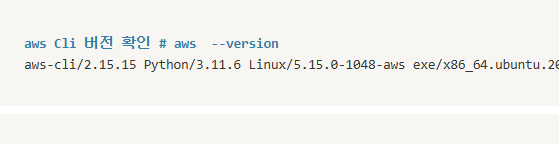 aws Cli 버전 확인 # aws  --version
aws-cli/2.15.15 Python/3.11.6 Linux/5.15.0-1048-aws exe/x86_64.ubuntu.20